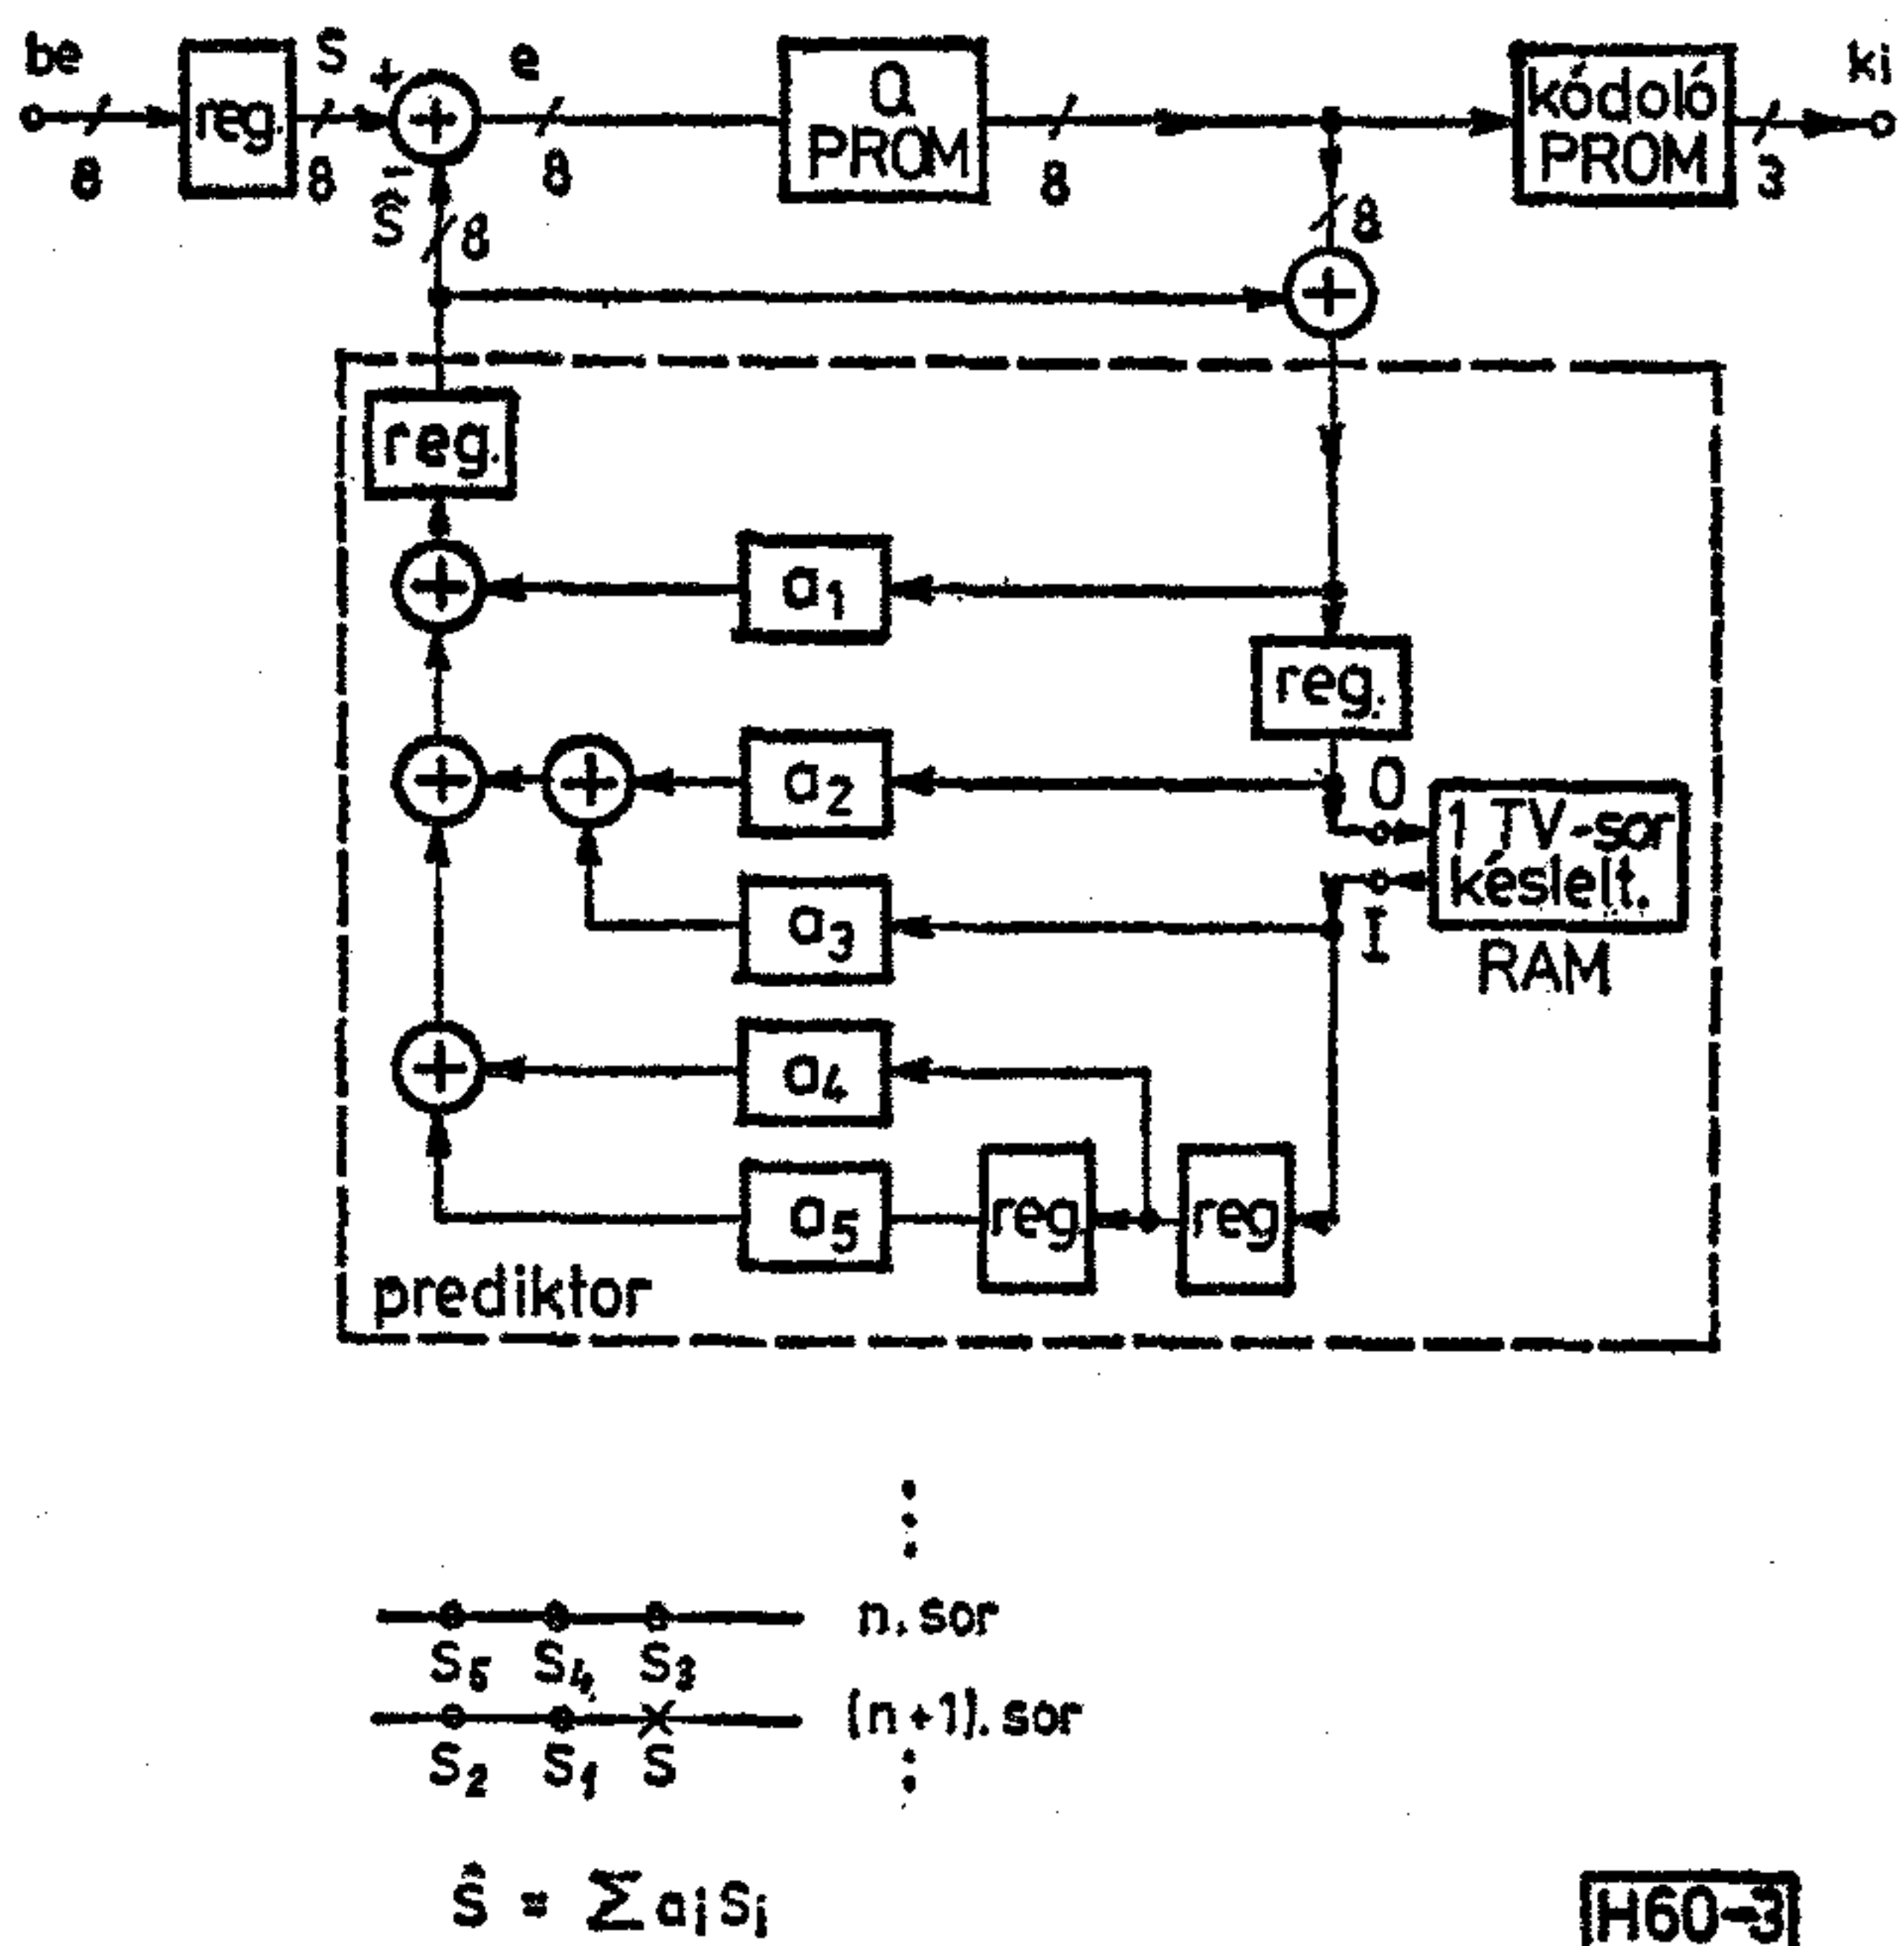 be
reg.
S
+
e
Q
PROM
kódoló
PROM
ki
8
8
-
Ŝ
8
8
8
8
3
reg.
a1
reg.
a2
O
1 TV-sor
késlelt.
a3
I
RAM
a4
a5
reg
reg
prediktor
n. sor
S5 S4 S3
(n+1). sor
S2 S1 S
Ŝ = Σ ai Si
H60-3